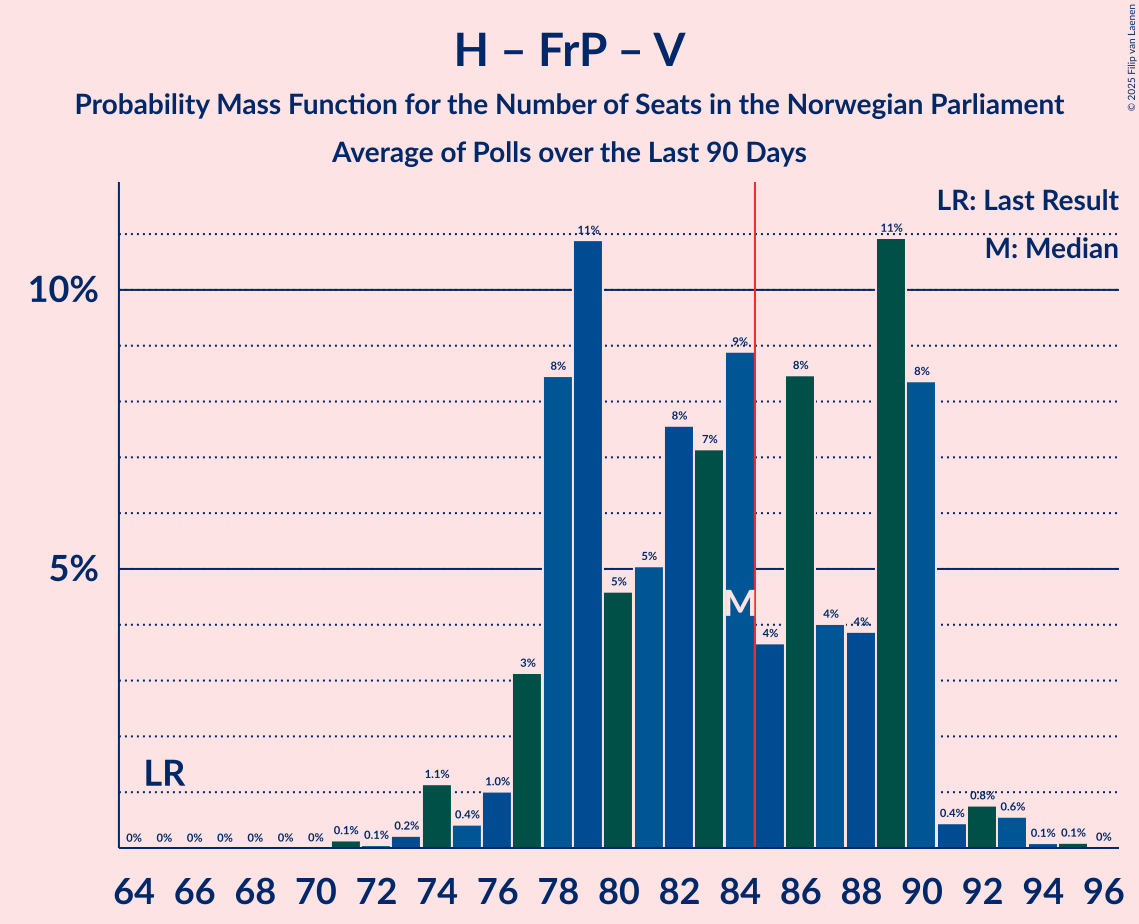 H – FrP – V
Probability Mass Function for the Number of Seats in the Norwegian Parliament
Average of Polls over the Last 90 Days
© 2025 Filip van Laenen
LR: Last Result
M: Median
10%
5%
11% 11%
9%
8% 8% 8%
8%
7%
5% 5%
M
4% 4% 4%
3%
LR
1.1% 1.0% 0.8% 0.6%
0.4% 0.4%
0% 0% 0% 0% 0% 0% 0% 0.1% 0.1% 0.2% 0.1% 0.1% 0%
64 66 68 70 72 74 76 78 80 82 84 86 88 90 92 94 96